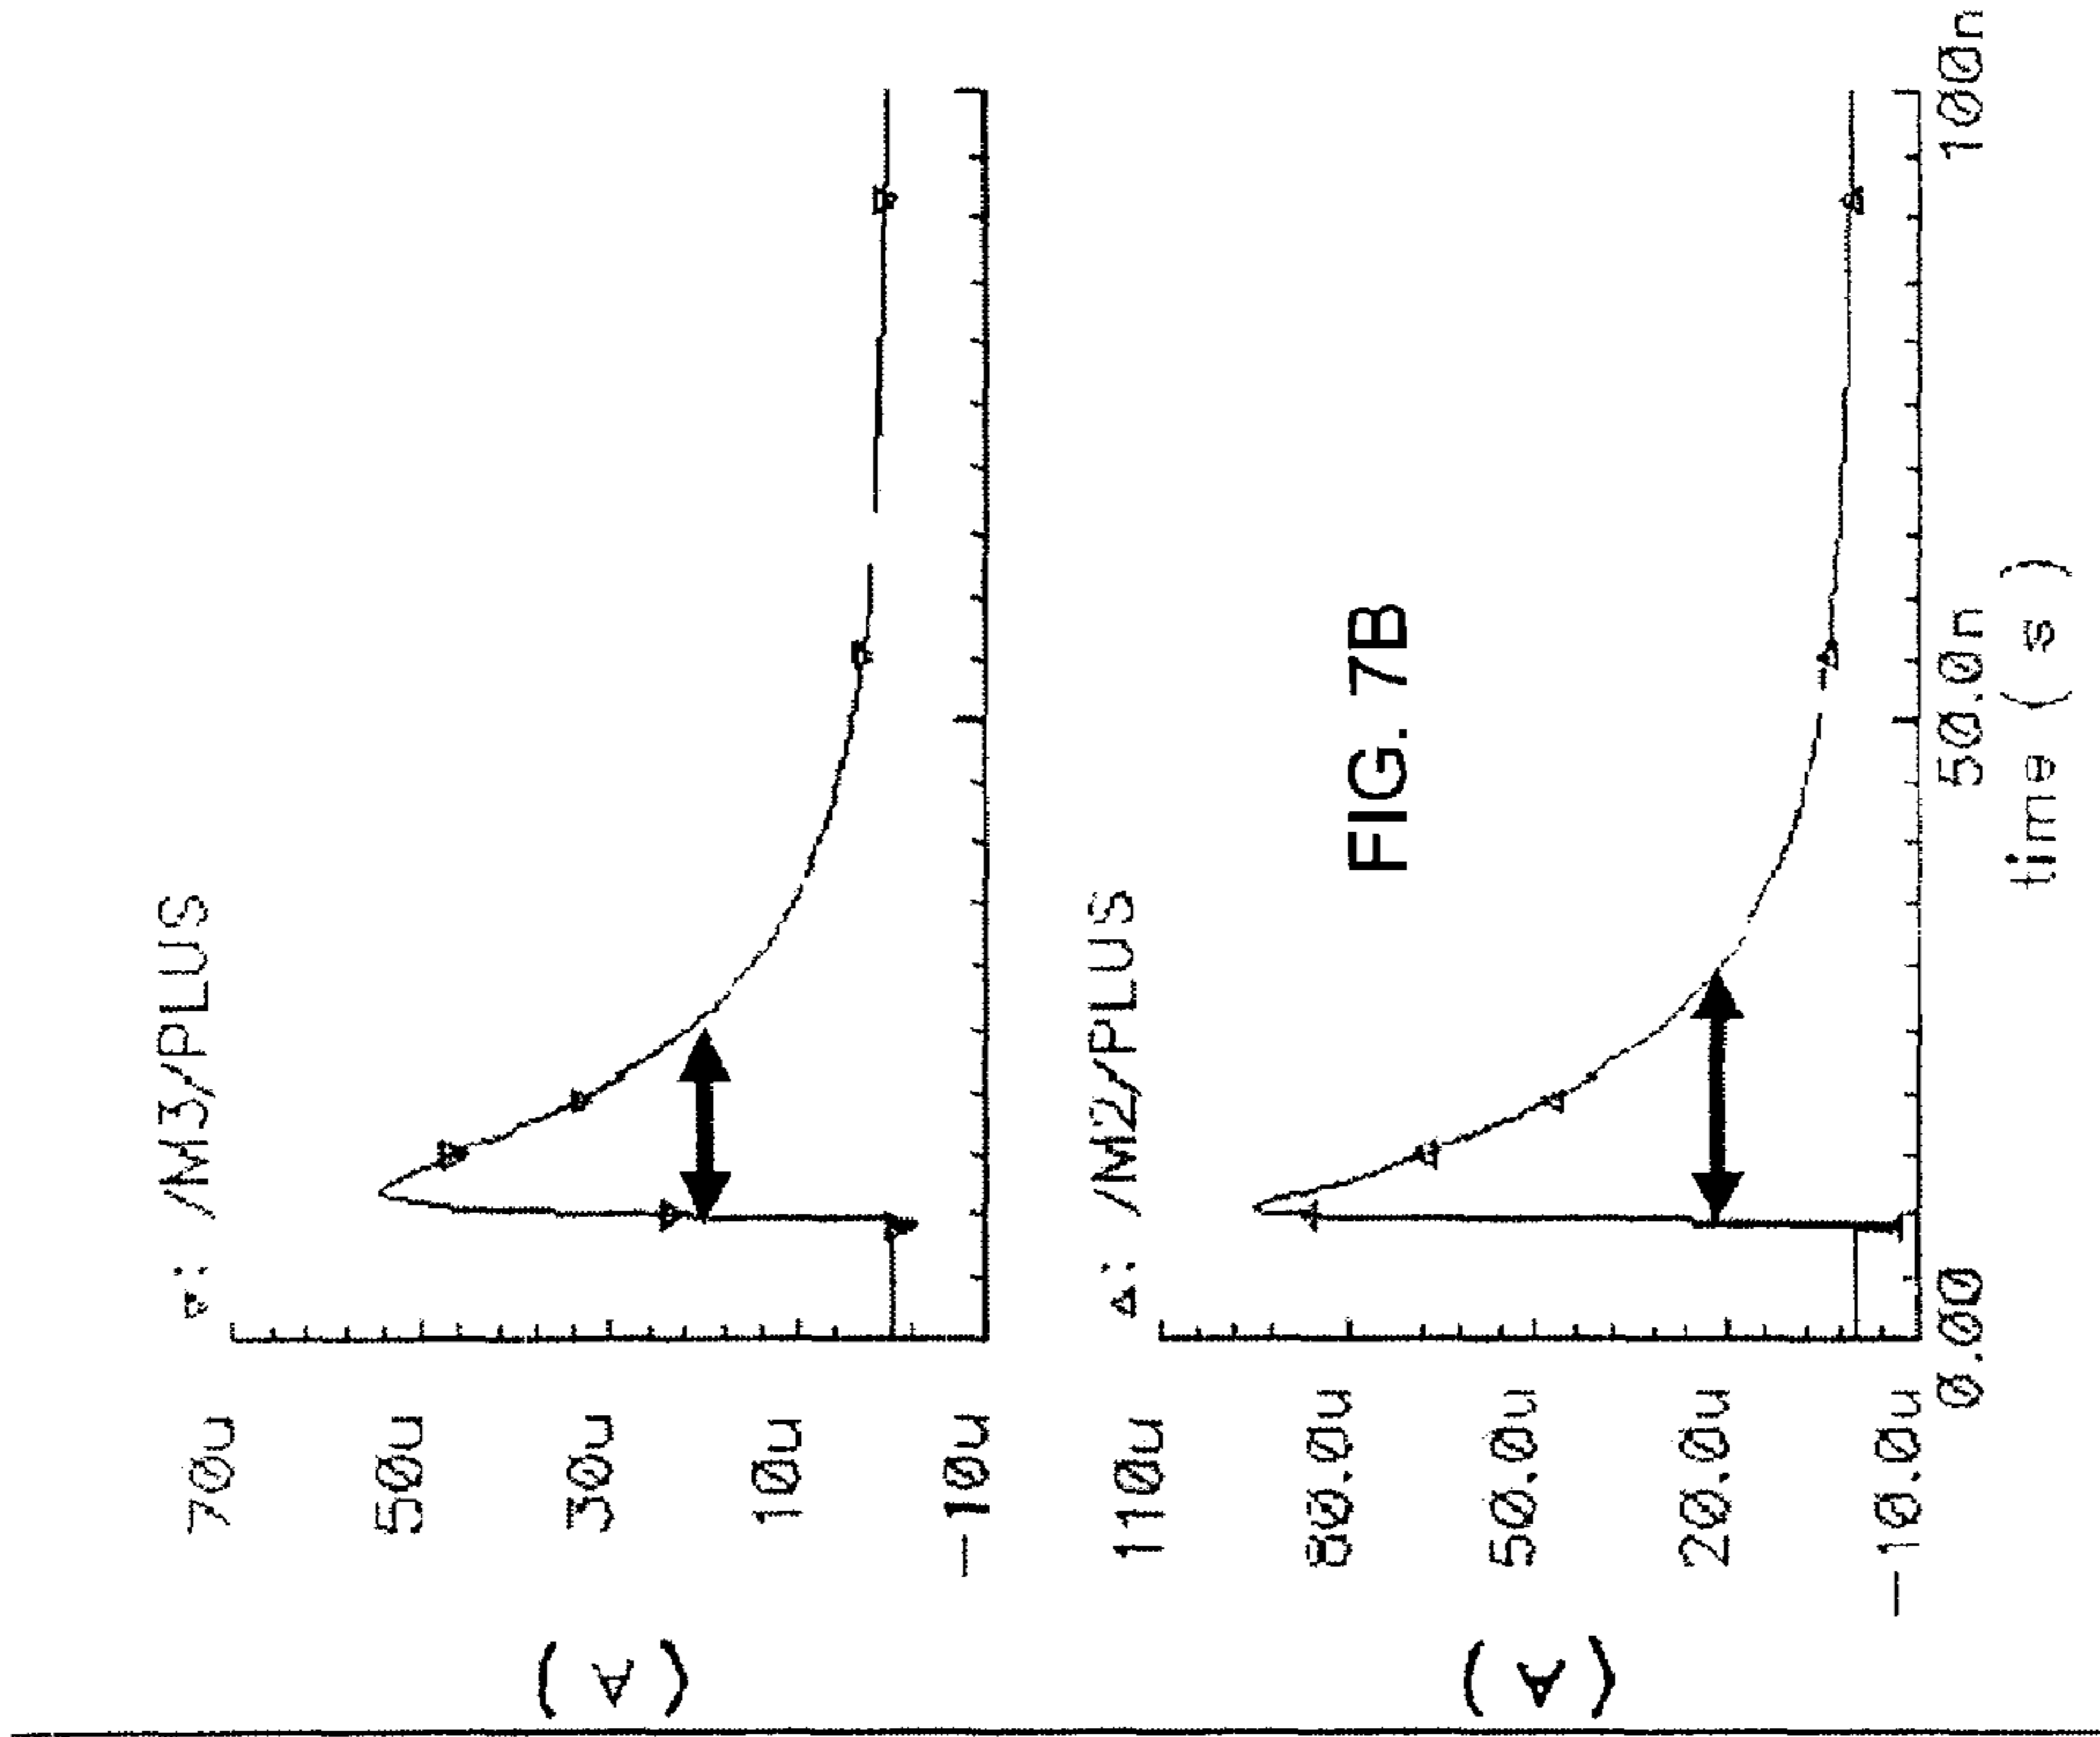 ▿: /M3/PLUS
70u
50u
30u
10u
-10u
( A )
▵: /M2/PLUS
110u
80.0u
50.0u
20.0u
-10.0u
( A )
0.00
50.0n
100n
time ( s )
FIG. 7B